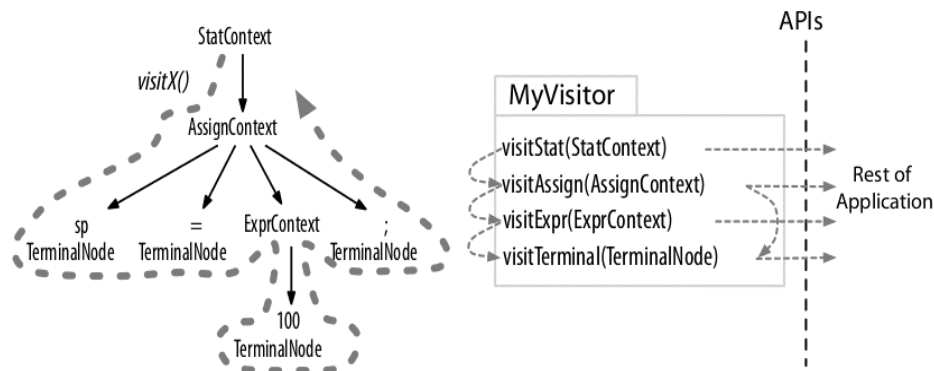 StatContext
visitX()
AssignContext
sp
TerminalNode
=
TerminalNode
ExprContext
;
TerminalNode
100
TerminalNode
APIs
MyVisitor
visitStat(StatContext)
visitAssign(AssignContext)
visitExpr(ExprContext)
visitTerminal(TerminalNode)
Rest of
Application